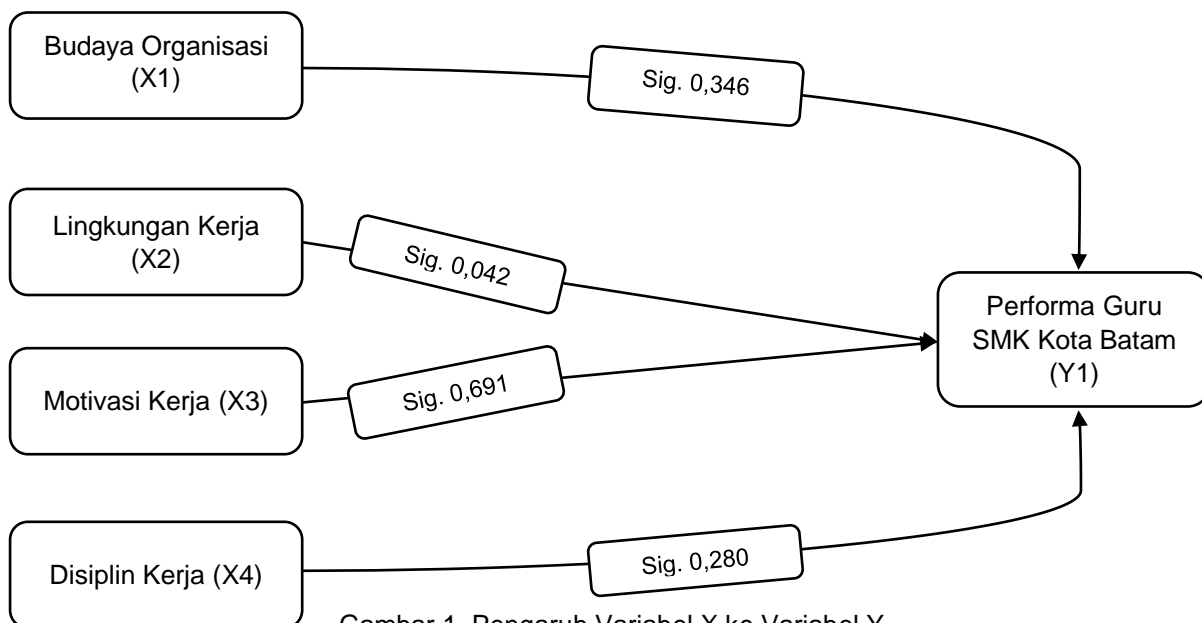 Budaya Organisasi
(X1)
Sig. 0,346
Lingkungan Kerja
(X2)
Sig. 0,042
Performa Guru
SMK Kota Batam
(Y1)
Motivasi Kerja (X3)
Sig. 0,691
Disiplin Kerja (X4)
Sig. 0,280
Gambar 1. Pengaruh Variabel X ke Variabel Y